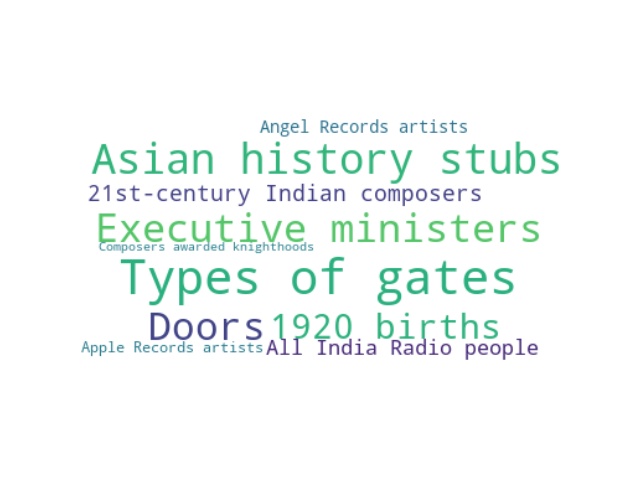 Angel Records artists
Asian history stubs
21st-century Indian composers
Executive ministers
Composers awarded knighthoods
Types of gates
Doors
1920 births
Apple Records artists
All India Radio people